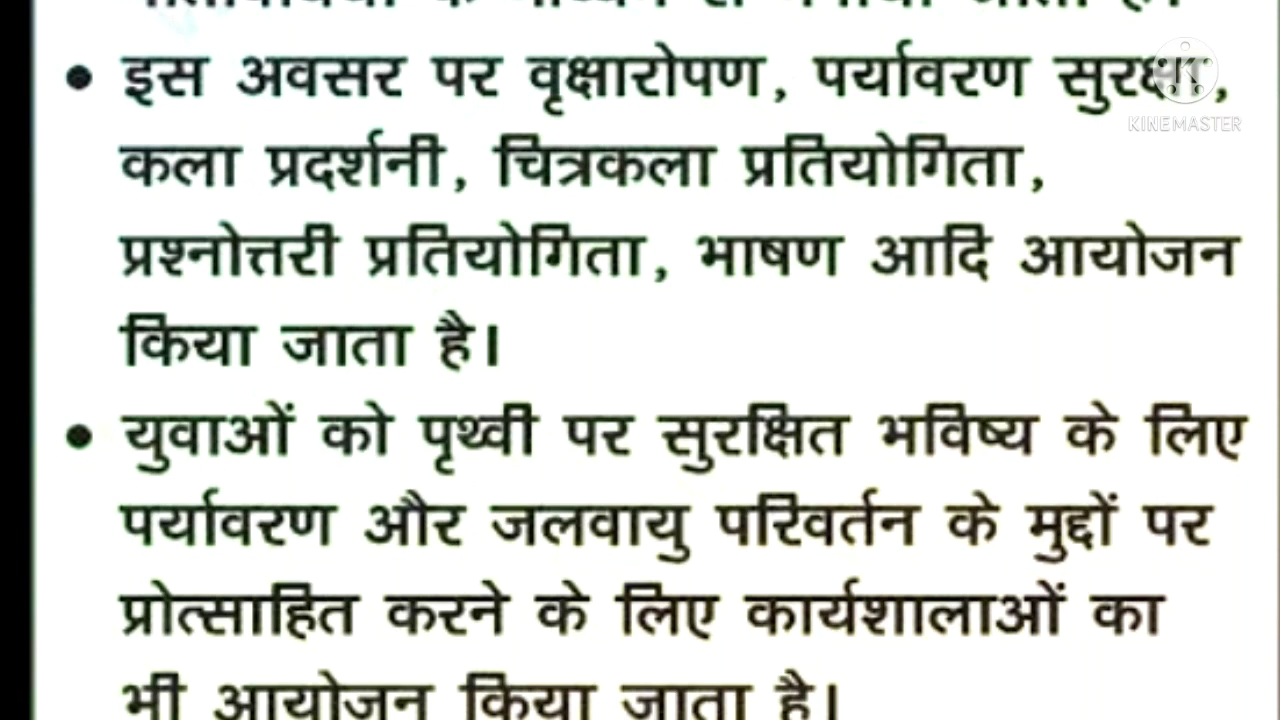 • इस अवसर पर वृक्षारोपण, पर्यावरण सुरक्षा,
कला प्रदर्शनी, चित्रकला प्रतियोगिता,
प्रश्नोत्तरी प्रतियोगिता, भाषण आदि आयोजन
किया जाता है।
• युवाओं को पृथ्वी पर सुरक्षित भविष्य के लिए
पर्यावरण और जलवायु परिवर्तन के मुद्दों पर
प्रोत्साहित करने के लिए कार्यशालाओं का
भी आयोजन किया जाता है।
KINEMASTER